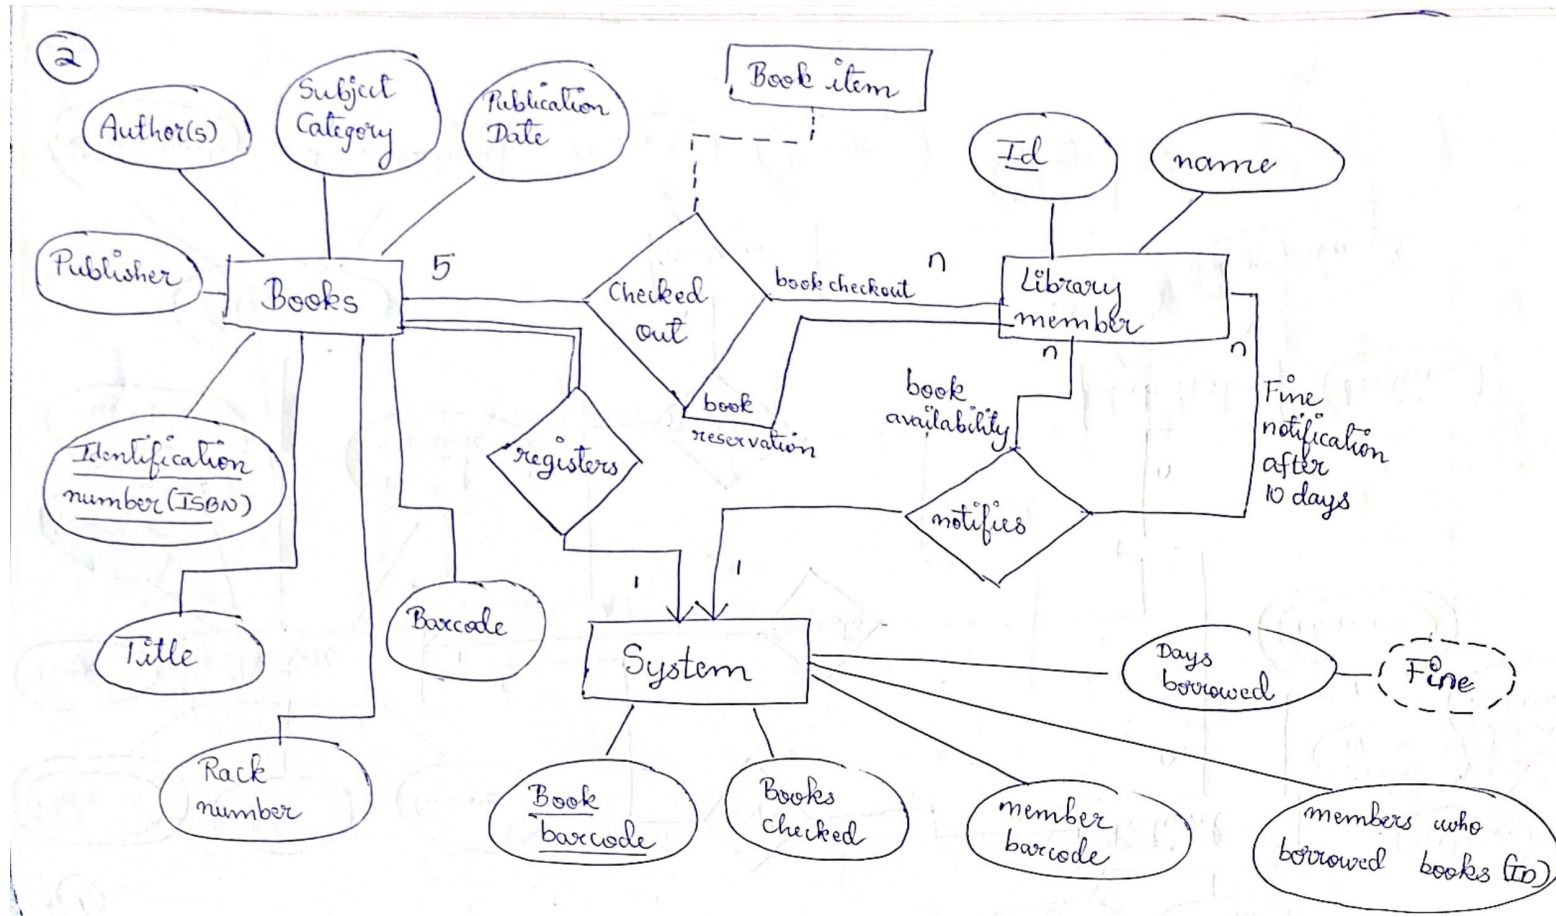 2
Author(s)
Subject
Category
Publication
Date
Book item
Id
name
Publisher
Books
5
Checked
out
book checkout
n
Library
member
n
n
book
reservation
book
availability
Fine
notification
after
10 days
Identification
number (ISBN)
registers
notifies
1
1
Title
Barcode
System
Days
borrowed
Fine
Rack
number
Book
barcode
Books
checked
member
barcode
members who
borrowed books (ID)